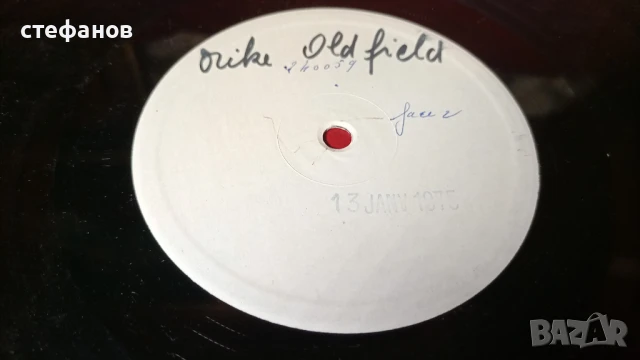 стефанов
Mike Oldfield
240059
face 2
13 JANV 1975
BAZAR